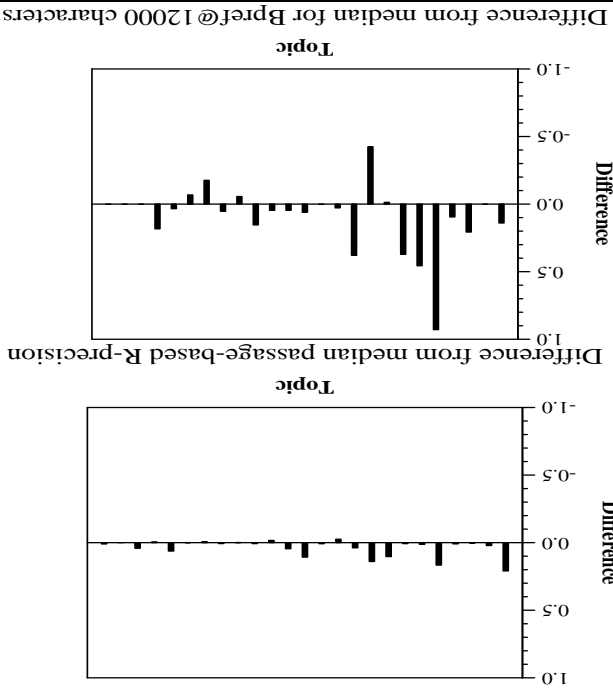 1.0
0.5
0.0
-0.5
-1.0
Difference
Topic
Difference from median passage-based R-precision
1.0
0.5
0.0
-0.5
-1.0
Difference
Topic
Difference from median for Bpref@12000 characters